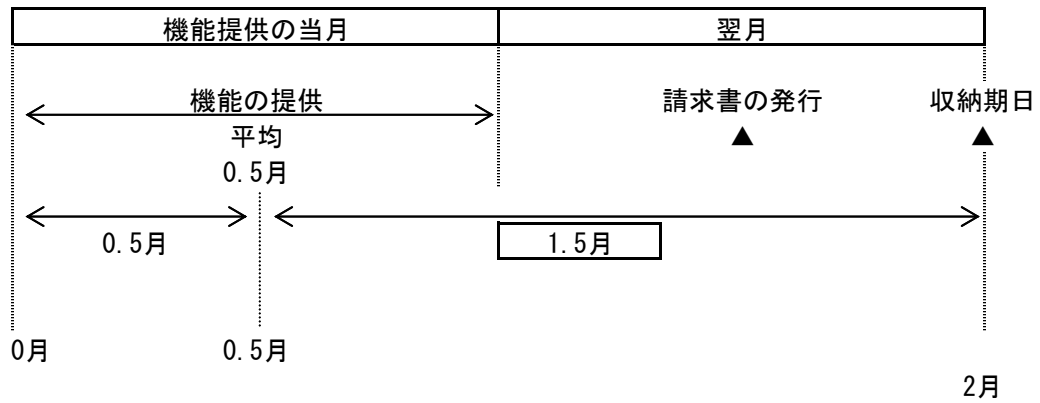 機能提供の当月 翌月
機能の提供 請求書の発行 収納期日
平均 ▲ ▲
0.5月
0.5月 1.5月
0月 0.5月
2月